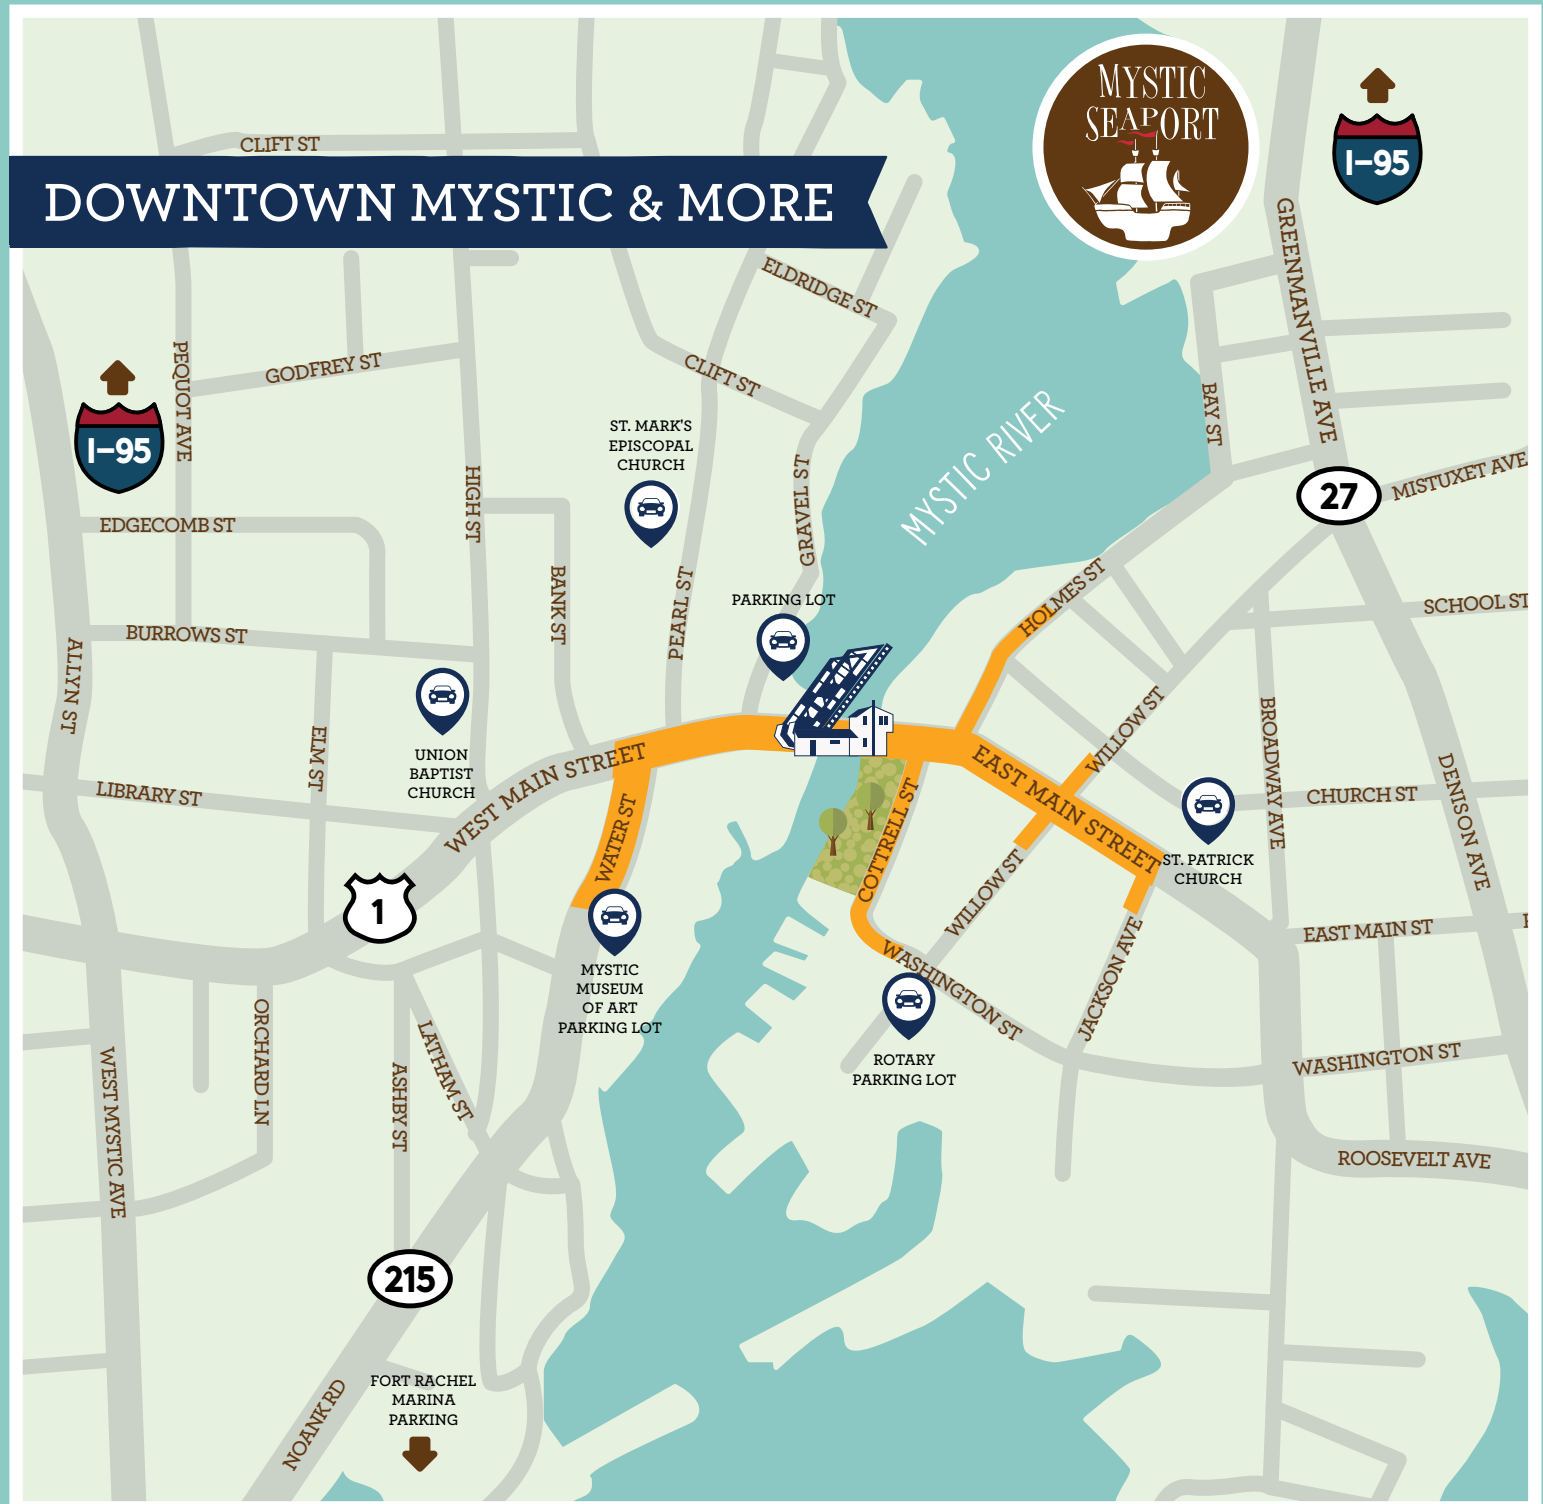 MYSTIC
SEAPORT
I-95
CLIFT ST
DOWNTOWN MYSTIC & MORE
GREENMANVILLE AVE
ELDRIDGE ST
PEQUOT AVE
GODFREY ST
CLIFT ST
I-95
BAY ST
MYSTIC RIVER
ST. MARK'S
EPISCOPAL
CHURCH
HIGH ST
GRAVEL ST
27
MISTUXET AVE
EDGECOMB ST
BANK ST
PEARL ST
PARKING LOT
HOLMES ST
SCHOOL ST
BURROWS ST
ALLYN ST
ELM ST
UNION
BAPTIST
CHURCH
WEST MAIN STREET
EAST MAIN STREET
WILLOW ST
BROADWAY AVE
DENISON AVE
LIBRARY ST
WATER ST
COTTRELL ST
CHURCH ST
ST. PATRICK
CHURCH
1
WILLOW ST
EAST MAIN ST
MYSTIC
MUSEUM
OF ART
PARKING LOT
WASHINGTON ST
JACKSON AVE
ROTARY
PARKING LOT
WASHINGTON ST
ORCHARD LN
LATHAM ST
ASHBY ST
WEST MYSTIC AVE
ROOSEVELT AVE
215
FORT RACHEL
MARINA
PARKING
NOANK RD